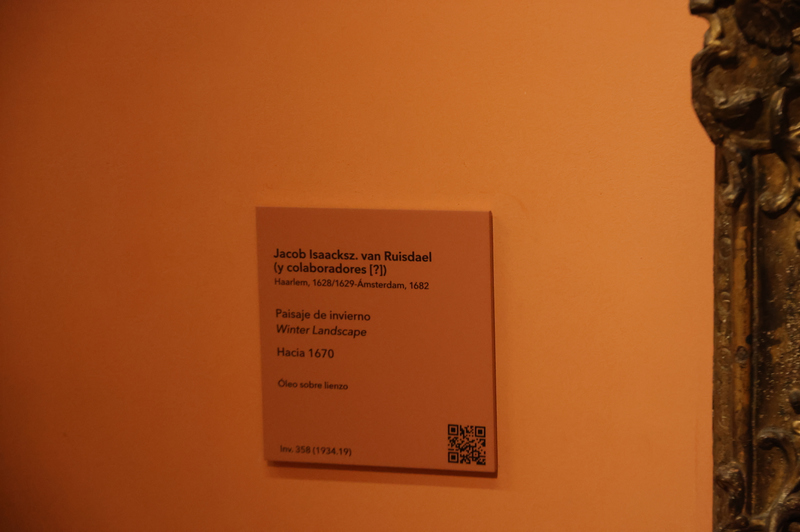 Jacob Isaacksz. van Ruisdael
(y colaboradores [?])
Haarlem, 1628/1629-Ámsterdam, 1682
Paisaje de invierno
Winter Landscape
Hacia 1670
Óleo sobre lienzo
Inv. 358 (1934.19)